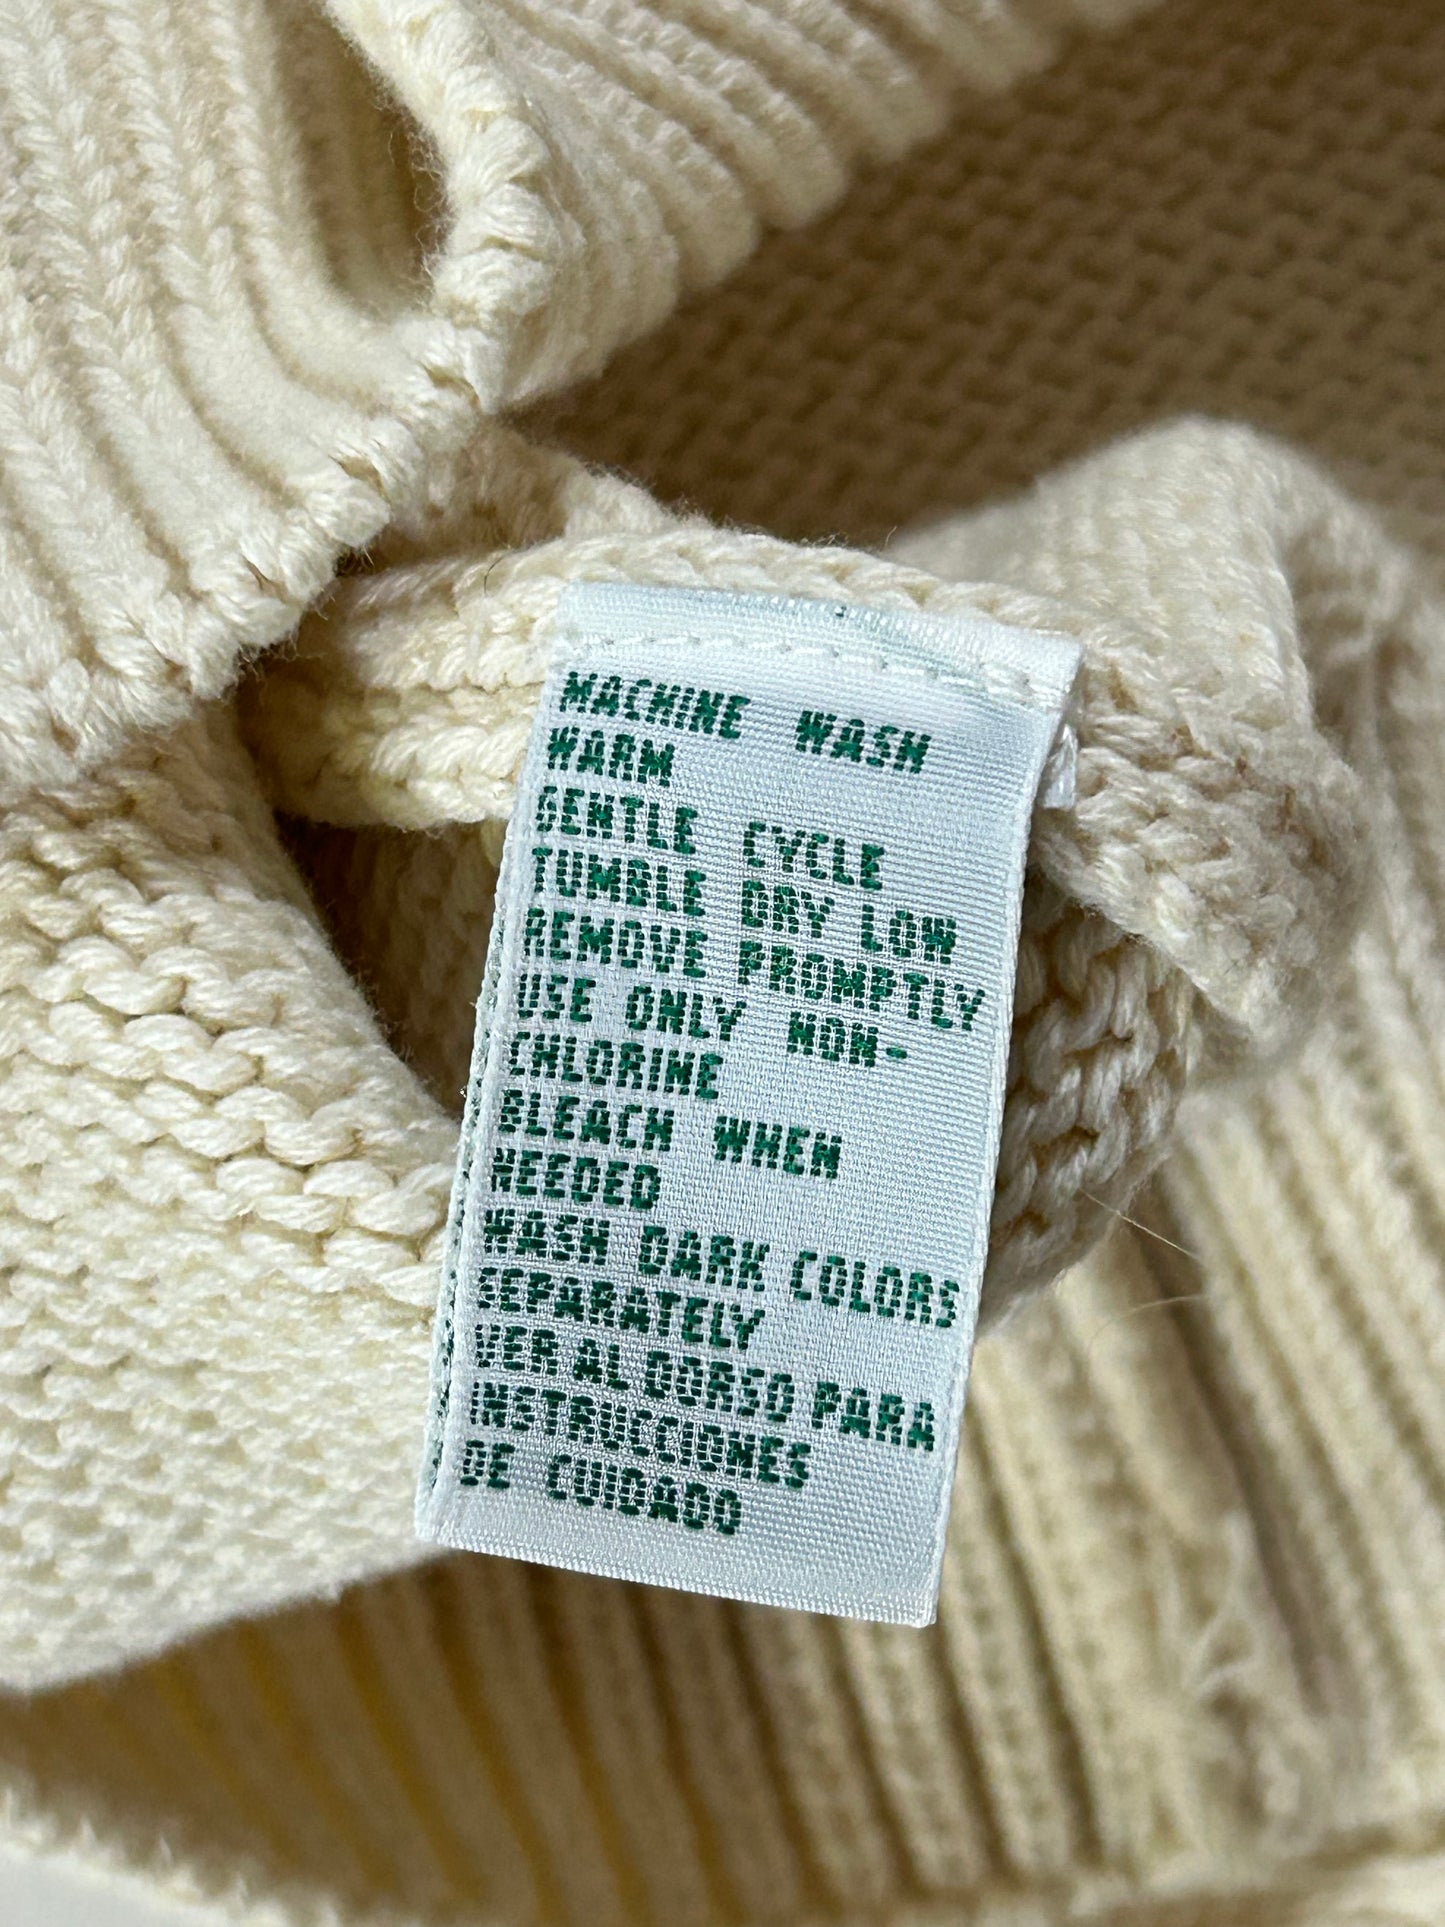 MACHINE WASH
WARM
GENTLE CYCLE
TUMBLE DRY LOW
REMOVE PROMPTLY
USE ONLY NON-
CHLORINE
BLEACH WHEN
NEEDED
WASH DARK COLORS
SEPARATELY
VER AL DORSO PARA
INSTRUCCIONES
DE CUIDADO